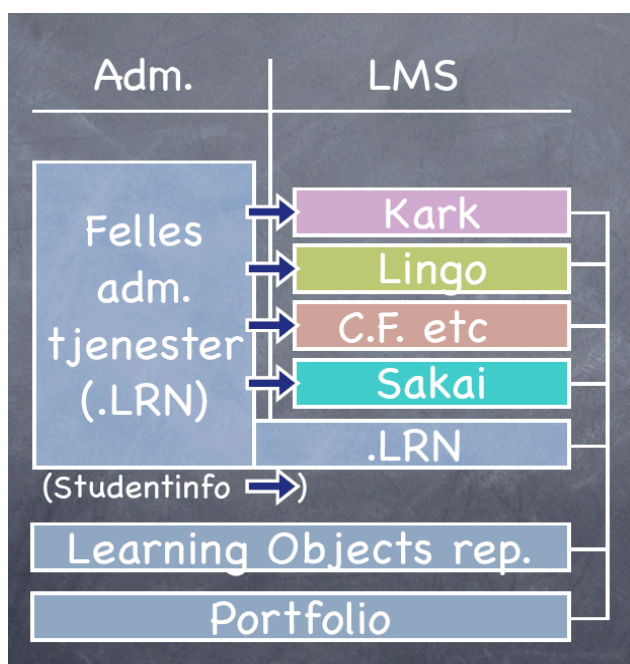 Adm.
LMS
Felles
adm.
tjenester
(.LRN)
Kark
Lingo
C.F. etc
Sakai
.LRN
(Studentinfo )
Learning Objects rep.
Portfolio